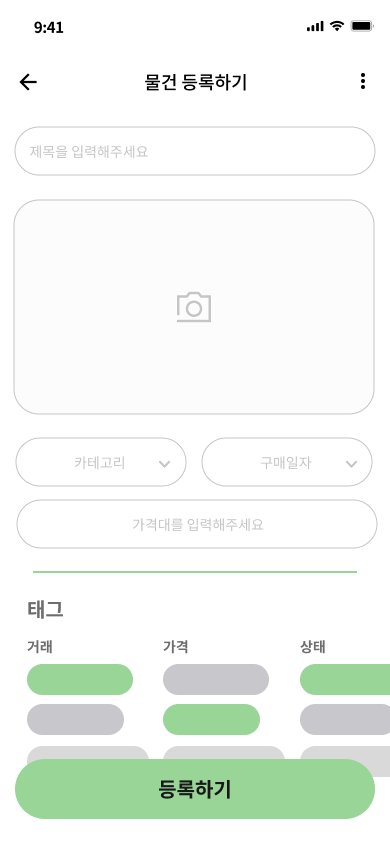 9:41
물건 등록하기
제목을 입력해주세요
카테고리 구매일자
가격대를 입력해주세요
태그
거래 가격 상태
등록하기